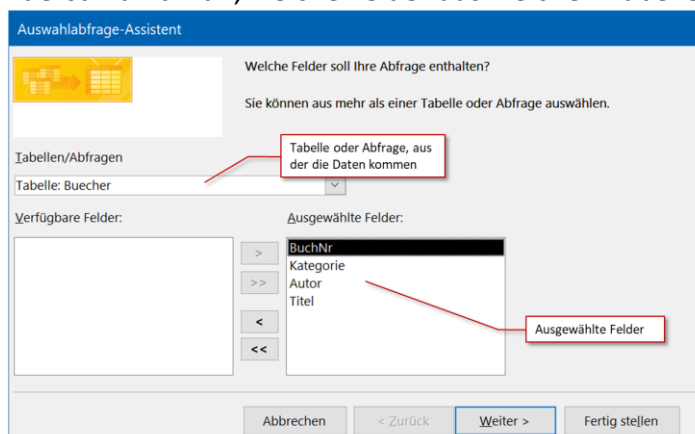 Auswahlabfrage-Assistent
Welche Felder soll Ihre Abfrage enthalten?
Sie können aus mehr als einer Tabelle oder Abfrage auswählen.
Tabelle oder Abfrage, aus
der die Daten kommen
Tabellen/Abfragen
Tabelle: Buecher
Verfügbare Felder:
Ausgewählte Felder:
BuchNr
Kategorie
Autor
Titel
>
>>
<
<<
Ausgewählte Felder
Abbrechen
< Zurück
Weiter >
Fertig stellen